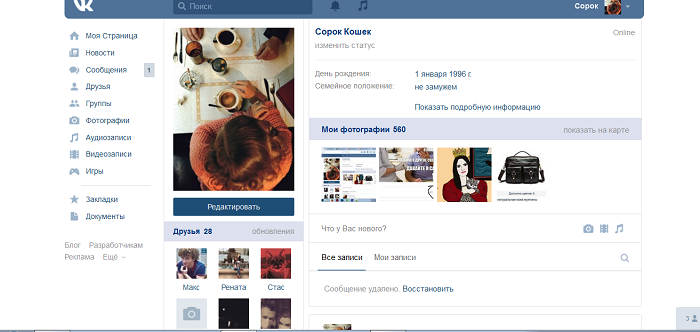 Поиск
Сорок
Моя Страница
Новости
Сообщения 1
Друзья
Группы
Фотографии
Аудиозаписи
Видеозаписи
Игры
Закладки
Документы
Блог Разработчикам
Реклама Ещё
Редактировать
Друзья 28 обновления
Макс Рената Стас
Сорок Кошек Online
изменить статус
День рождения: 1 января 1996 г.
Семейное положение: не замужем
Показать подробную информацию
Мои фотографии 560 показать на карте
Что у Вас нового?
Все записи Мои записи
Сообщение удалено. Восстановить
3